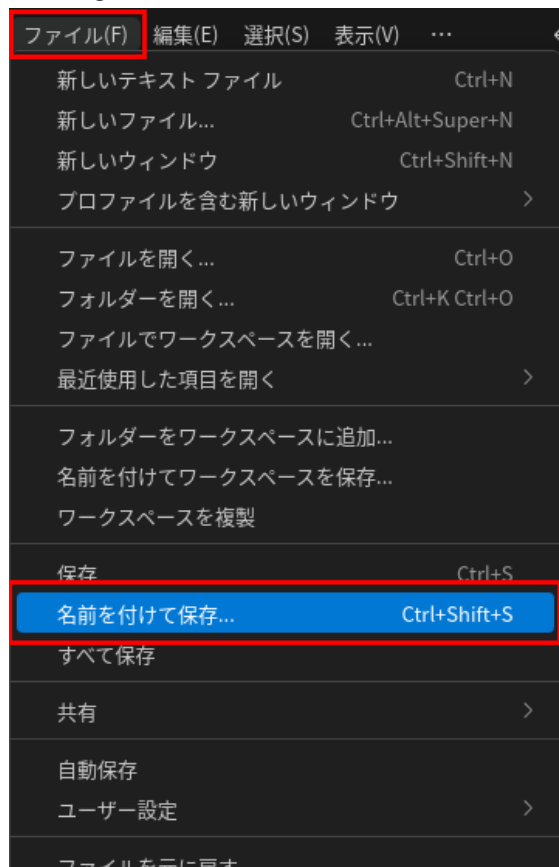 ファイル(F) 編集(E) 選択(S) 表示(V) …
新しいテキスト ファイル Ctrl+N
新しいファイル... Ctrl+Alt+Super+N
新しいウィンドウ Ctrl+Shift+N
プロファイルを含む新しいウィンドウ
ファイルを開く... Ctrl+O
フォルダーを開く... Ctrl+K Ctrl+O
ファイルでワークスペースを開く...
最近使用した項目を開く
フォルダーをワークスペースに追加...
名前を付けてワークスペースを保存...
ワークスペースを複製
保存 Ctrl+S
名前を付けて保存... Ctrl+Shift+S
すべて保存
共有
自動保存
ユーザー設定
ファイルを元に戻す